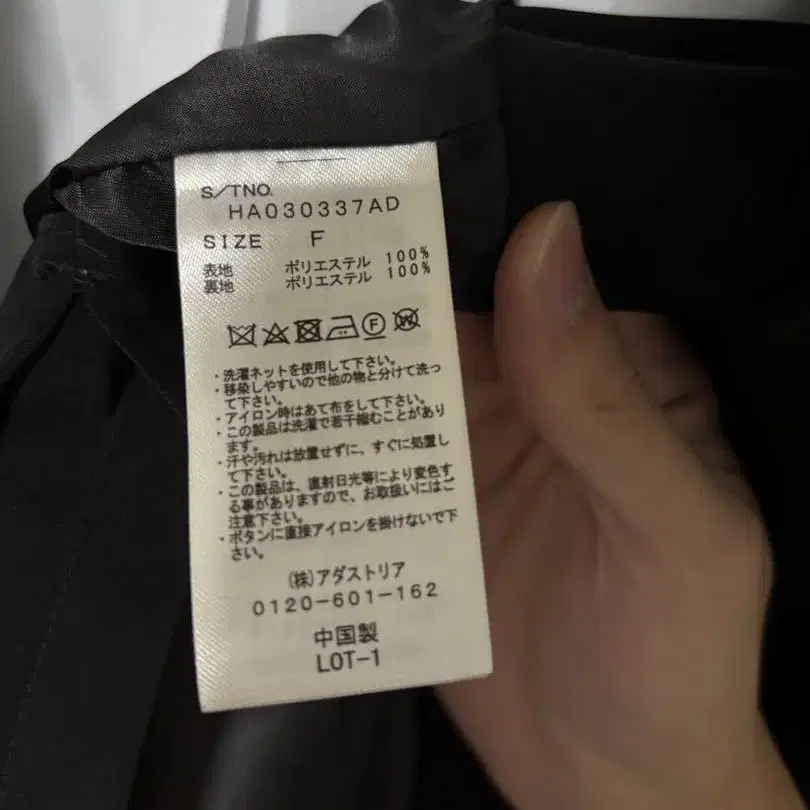 S/TNO.
HA030337AD
SIZE F
表地 ポリエステル 100%
裏地 ポリエステル 100%
F
W
・洗濯ネットを使用して下さい。
・移染しやすいので他の物と分けて洗っ
て下さい。
・アイロン時はあて布をして下さい。
・この製品は洗濯で若干縮むことがあり
ます。
・汗や汚れは放置せずに、すぐに処置し
て下さい。
・この製品は、直射日光等により変色す
る事がありますので、お取扱いにはご
注意下さい。
・ボタンに直接アイロンを掛けないで下
さい。
(株)アダストリア
0120-601-162
中国製
LOT-1